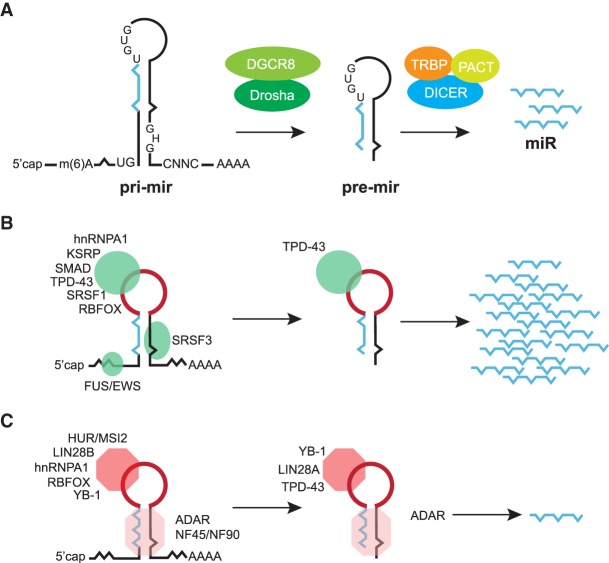 A
G
U
G
U
DGCR8
Drosha
G
U
G
U
TRBP
PACT
DICER
miR
G
H
G
5'cap
m(6)A
UG
CNNC
AAAA
pri-mir
pre-mir
B
hnRNPA1
KSRP
SMAD
TPD-43
SRSF1
RBFOX
SRSF3
5'cap
AAAA
FUS/EWS
TPD-43
C
HUR/MSI2
LIN28B
hnRNPA1
RBFOX
YB-1
ADAR
NF45/NF90
5'cap
AAAA
YB-1
LIN28A
TPD-43
ADAR